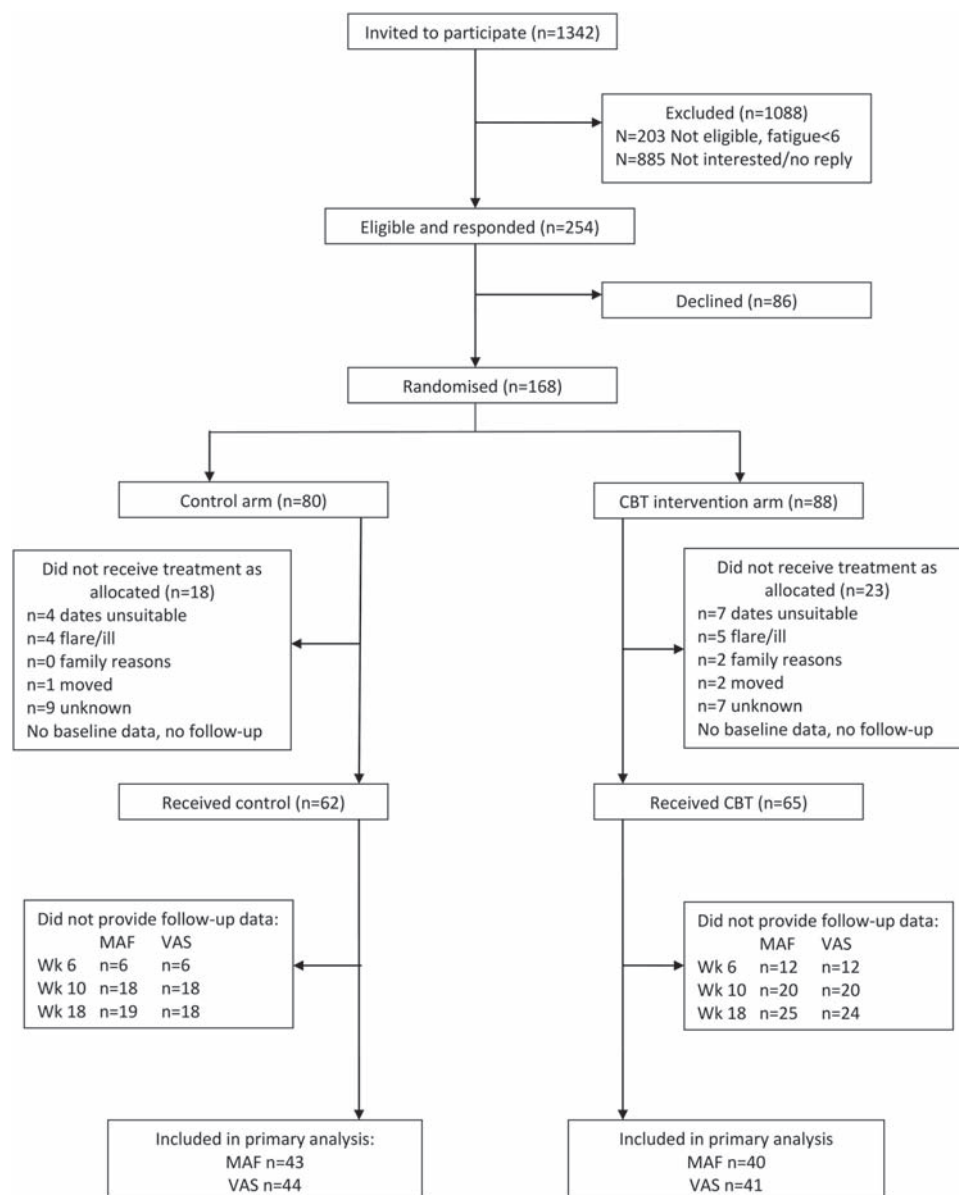 Invited to participate (n=1342)
Excluded (n=1088)
N=203 Not eligible, fatigue<6
N=885 Not interested/no reply
Eligible and responded (n=254)
Declined (n=86)
Randomised (n=168)
Control arm (n=80)
CBT intervention arm (n=88)
Did not receive treatment as
allocated (n=18)
n=4 dates unsuitable
n=4 flare/ill
n=0 family reasons
n=1 moved
n=9 unknown
No baseline data, no follow-up
Did not receive treatment as
allocated (n=23)
n=7 dates unsuitable
n=5 flare/ill
n=2 family reasons
n=2 moved
n=7 unknown
No baseline data, no follow-up
Received control (n=62)
Received CBT (n=65)
Did not provide follow-up data:
MAF VAS
Wk 6 n=6 n=6
Wk 10 n=18 n=18
Wk 18 n=19 n=18
Did not provide follow-up data:
MAF VAS
Wk 6 n=12 n=12
Wk 10 n=20 n=20
Wk 18 n=25 n=24
Included in primary analysis:
MAF n=43
VAS n=44
Included in primary analysis
MAF n=40
VAS n=41